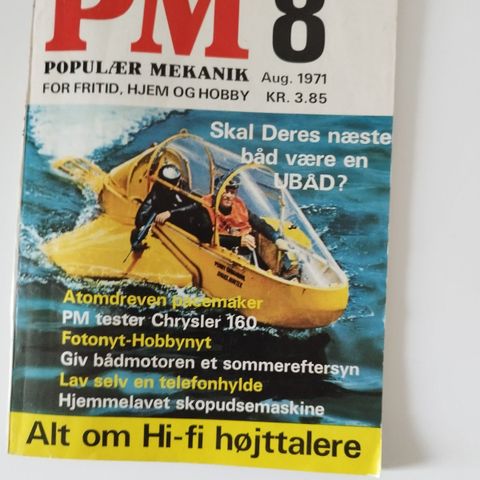 PM 8
POPULÆR MEKANIK Aug. 1971
FOR FRITID, HJEM OG HOBBY KR. 3.85
Skal Deres næste
båd være en
UBÅD?
Atomdreven pacemaker
PM tester Chrysler 160
Fotonyt-Hobbynyt
Giv bådmotoren et sommereftersyn
Lav selv en telefonhylde
Hjemmelavet skopudsemaskine
Alt om Hi-fi højttalere